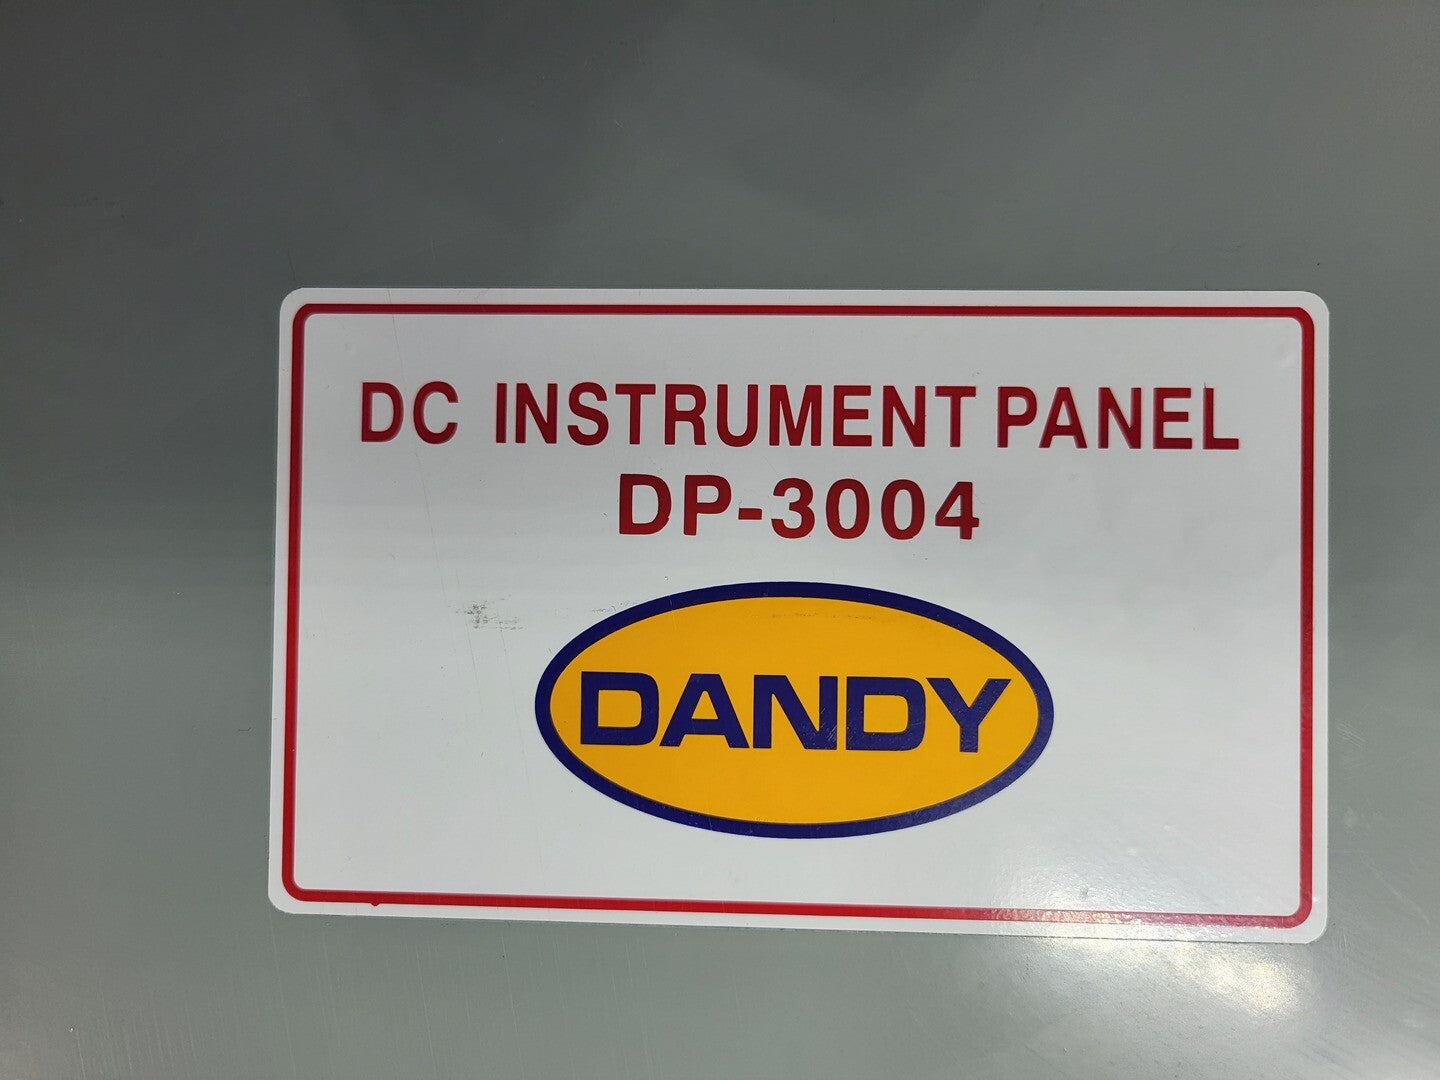 DC INSTRUMENT PANEL
DP-3004
DANDY